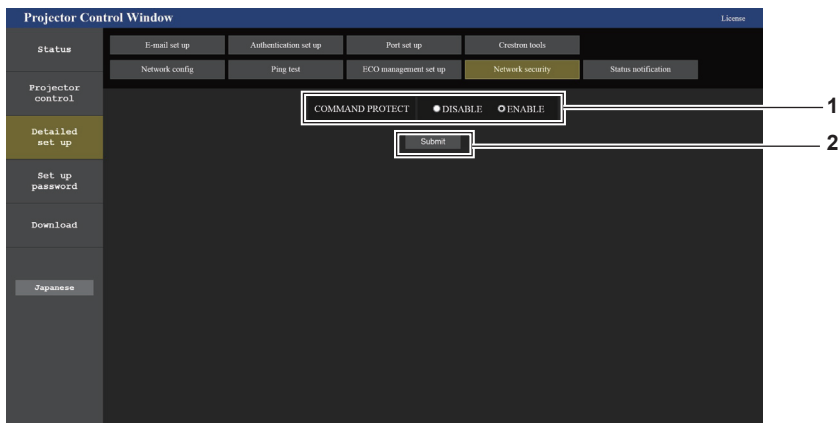 Projector Control Window
License
Status
E-mail set up
Authentication set up
Port set up
Crestron tools
Network config
Ping test
ECO management set up
Network security
Status notification
Projector
control
COMMAND PROTECT DISABLE ENABLE
1
Detailed
set up
Submit
2
Set up
password
Download
Japanese